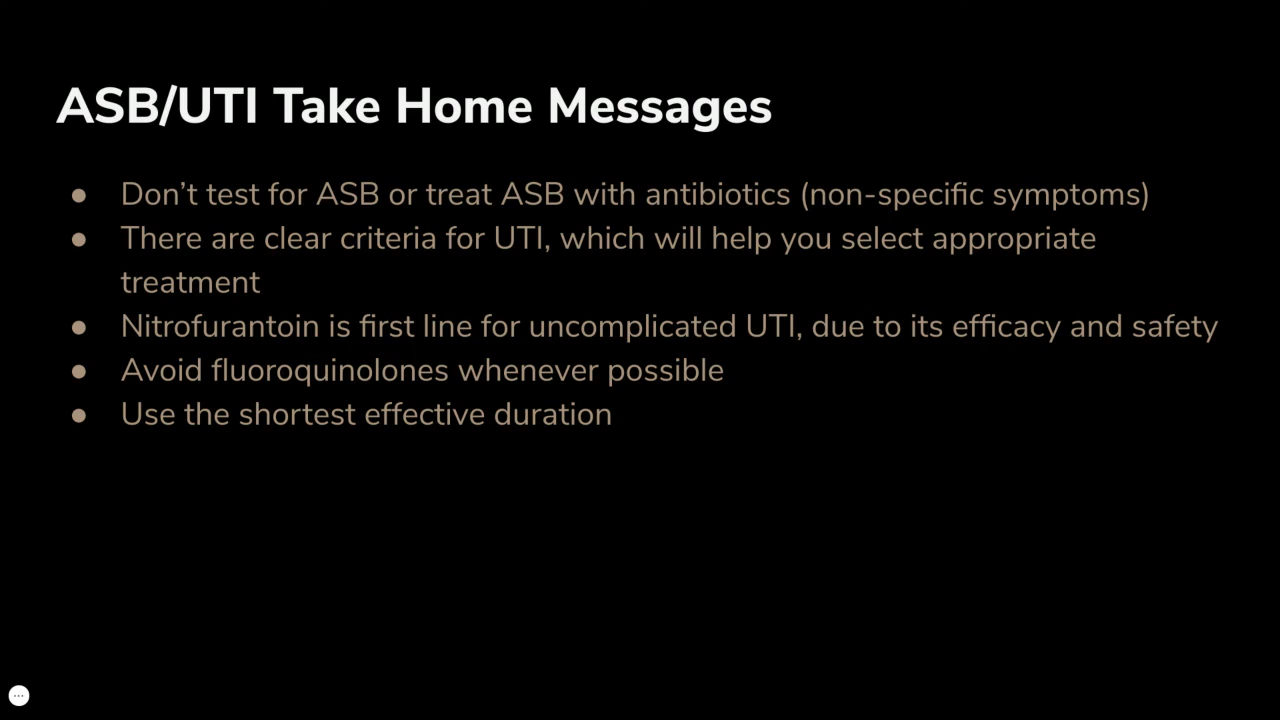 ASB/UTI Take Home Messages
● Don’t test for ASB or treat ASB with antibiotics (non-specific symptoms)
● There are clear criteria for UTI, which will help you select appropriate
treatment
● Nitrofurantoin is first line for uncomplicated UTI, due to its efficacy and safety
● Avoid fluoroquinolones whenever possible
● Use the shortest effective duration